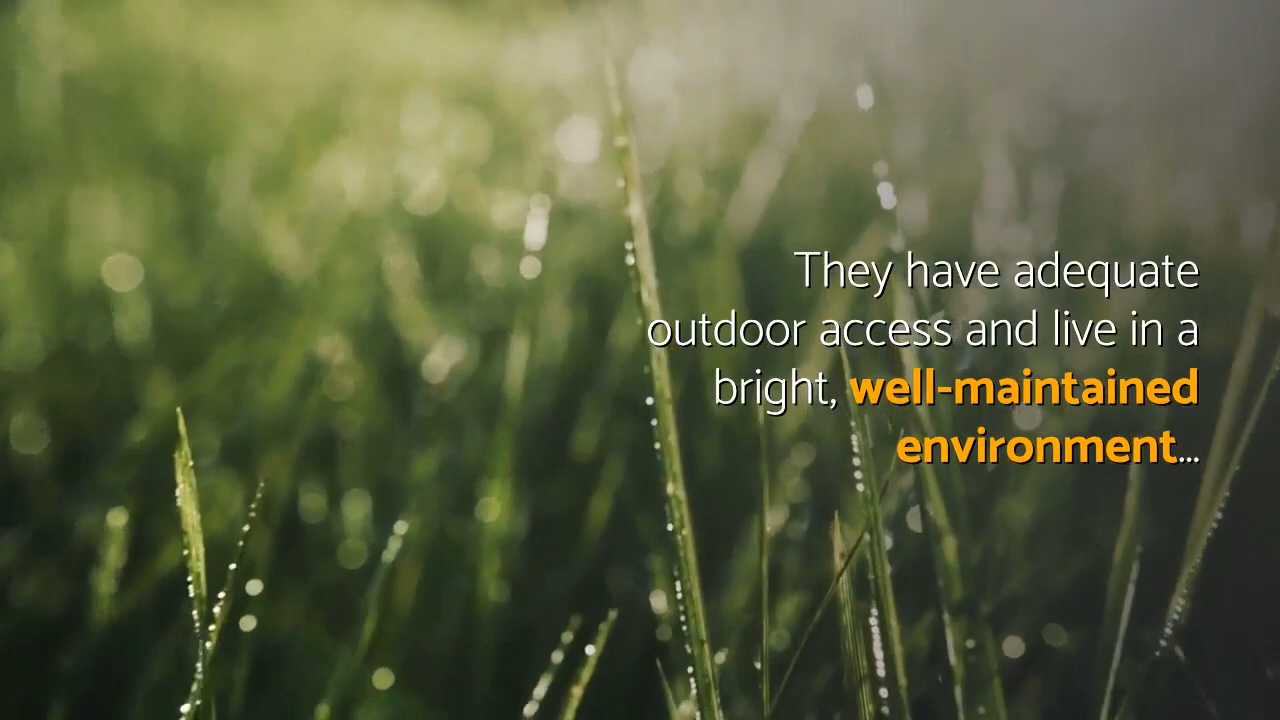 They have adequate
outdoor access and live in a
bright, well-maintained
environment...